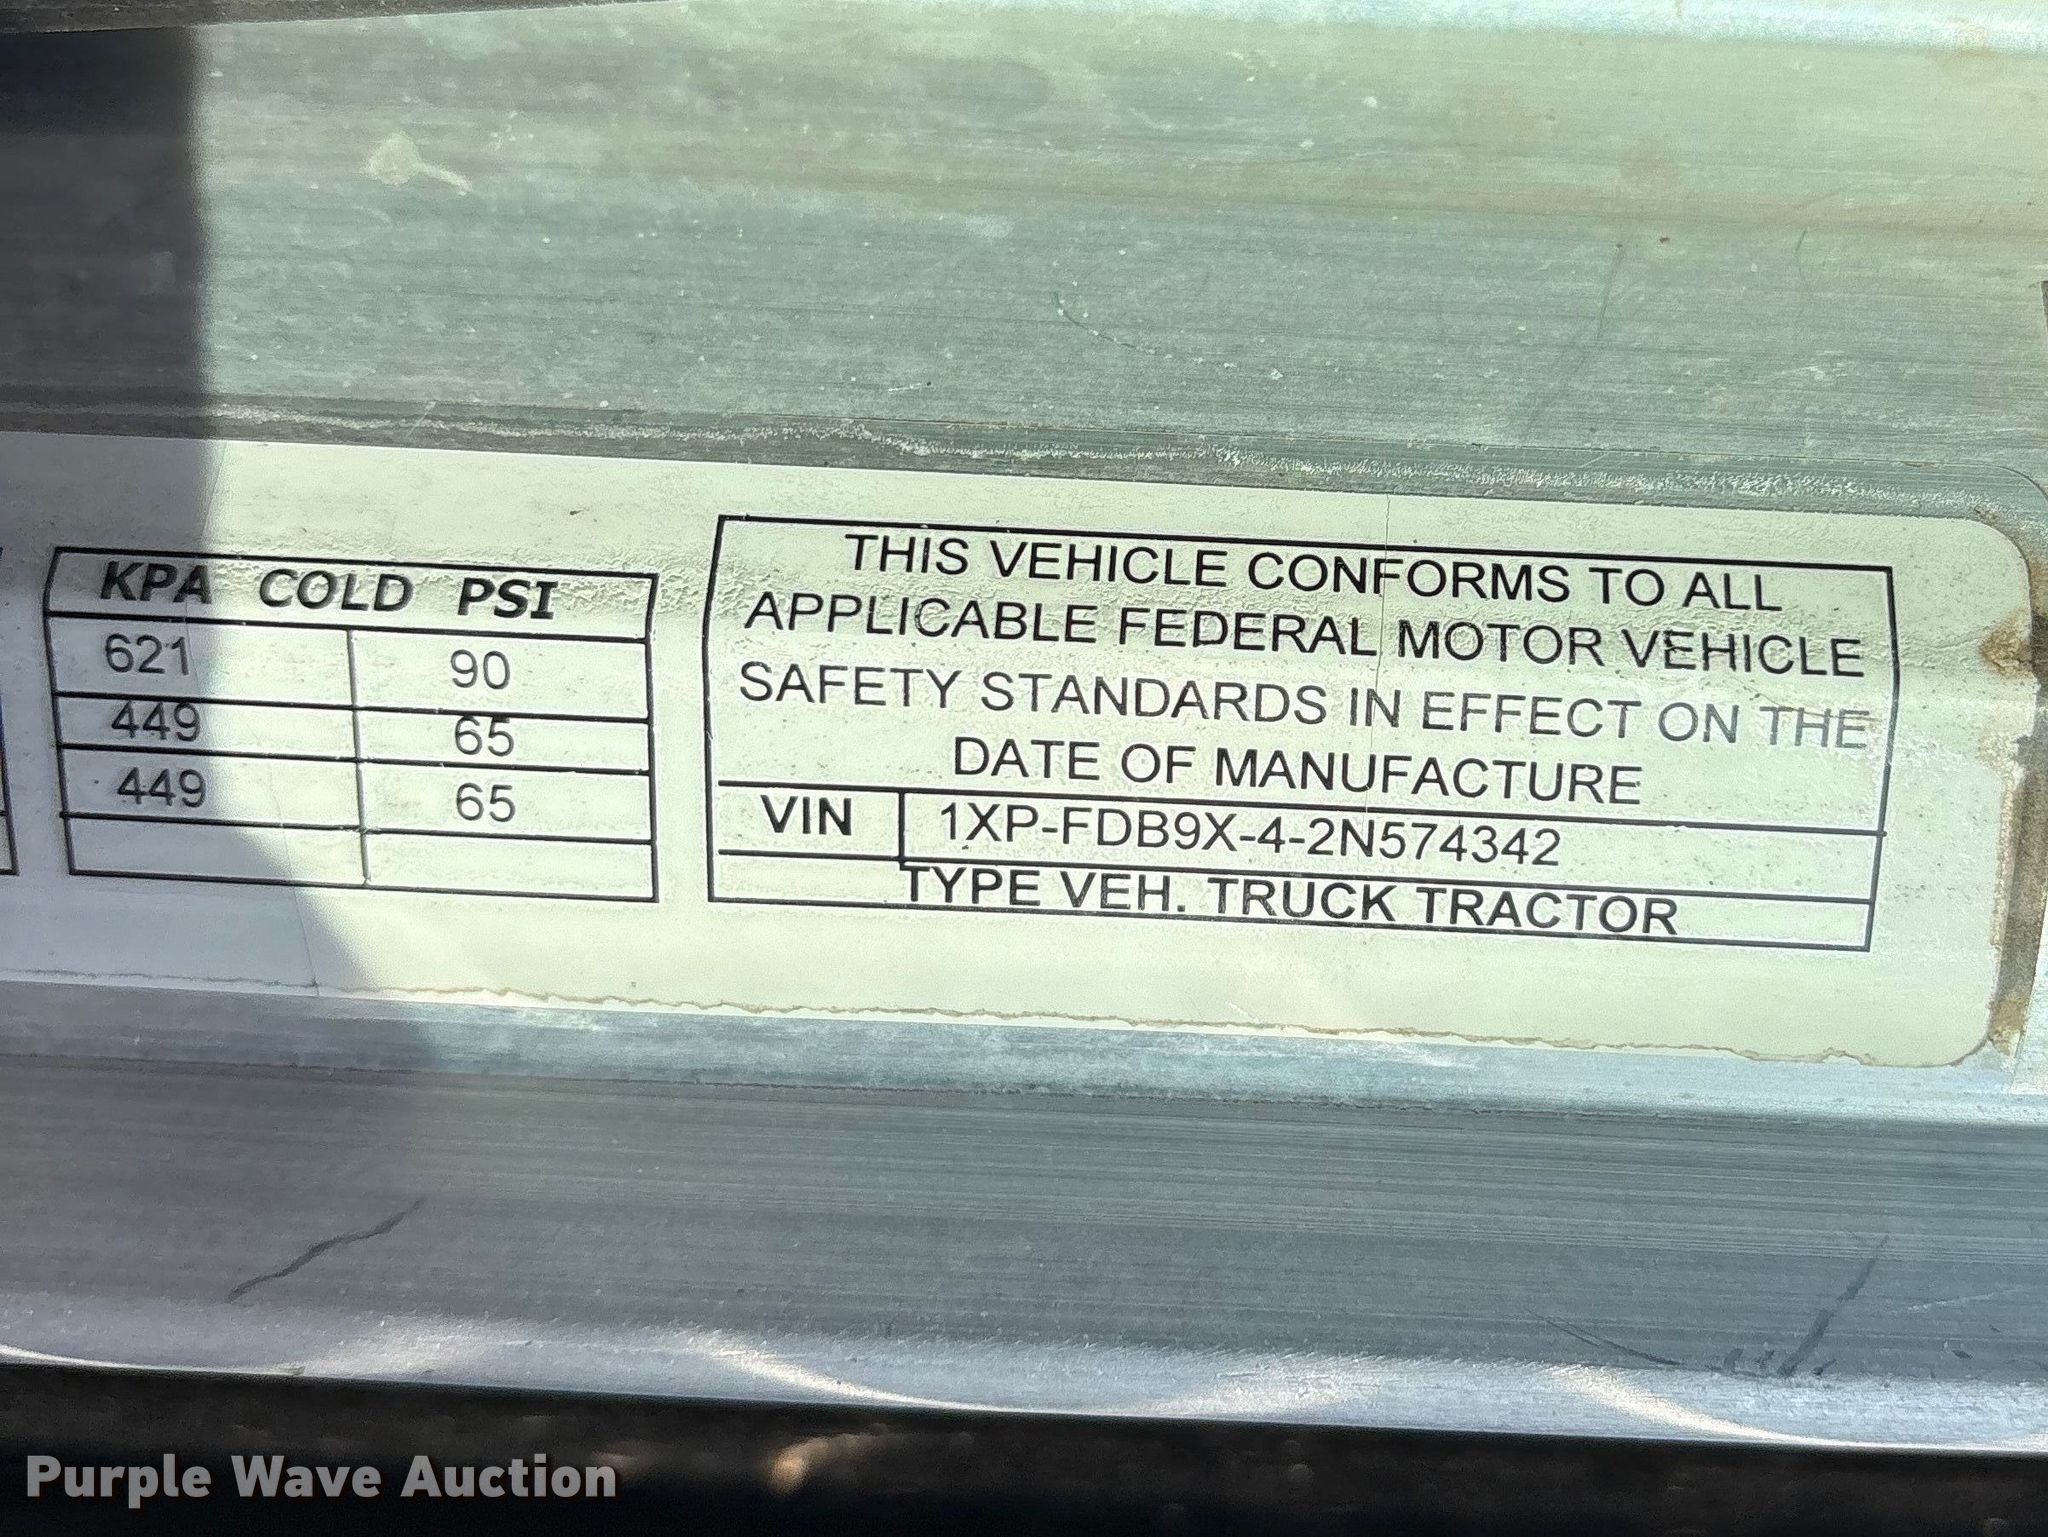 KPA COLD PSI
621 90
449 65
449 65
THIS VEHICLE CONFORMS TO ALL
APPLICABLE FEDERAL MOTOR VEHICLE
SAFETY STANDARDS IN EFFECT ON THE
DATE OF MANUFACTURE
VIN 1XP-FDB9X-4-2N574342
TYPE VEH. TRUCK TRACTOR
Purple Wave Auction